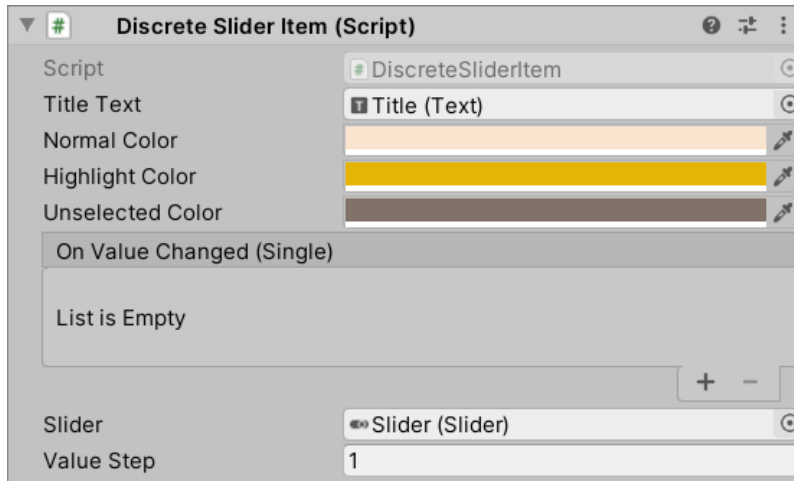 Discrete Slider Item (Script)
Script DiscreteSliderItem
Title Text Title (Text)
Normal Color
Highlight Color
Unselected Color
On Value Changed (Single)
List is Empty
Slider Slider (Slider)
Value Step 1